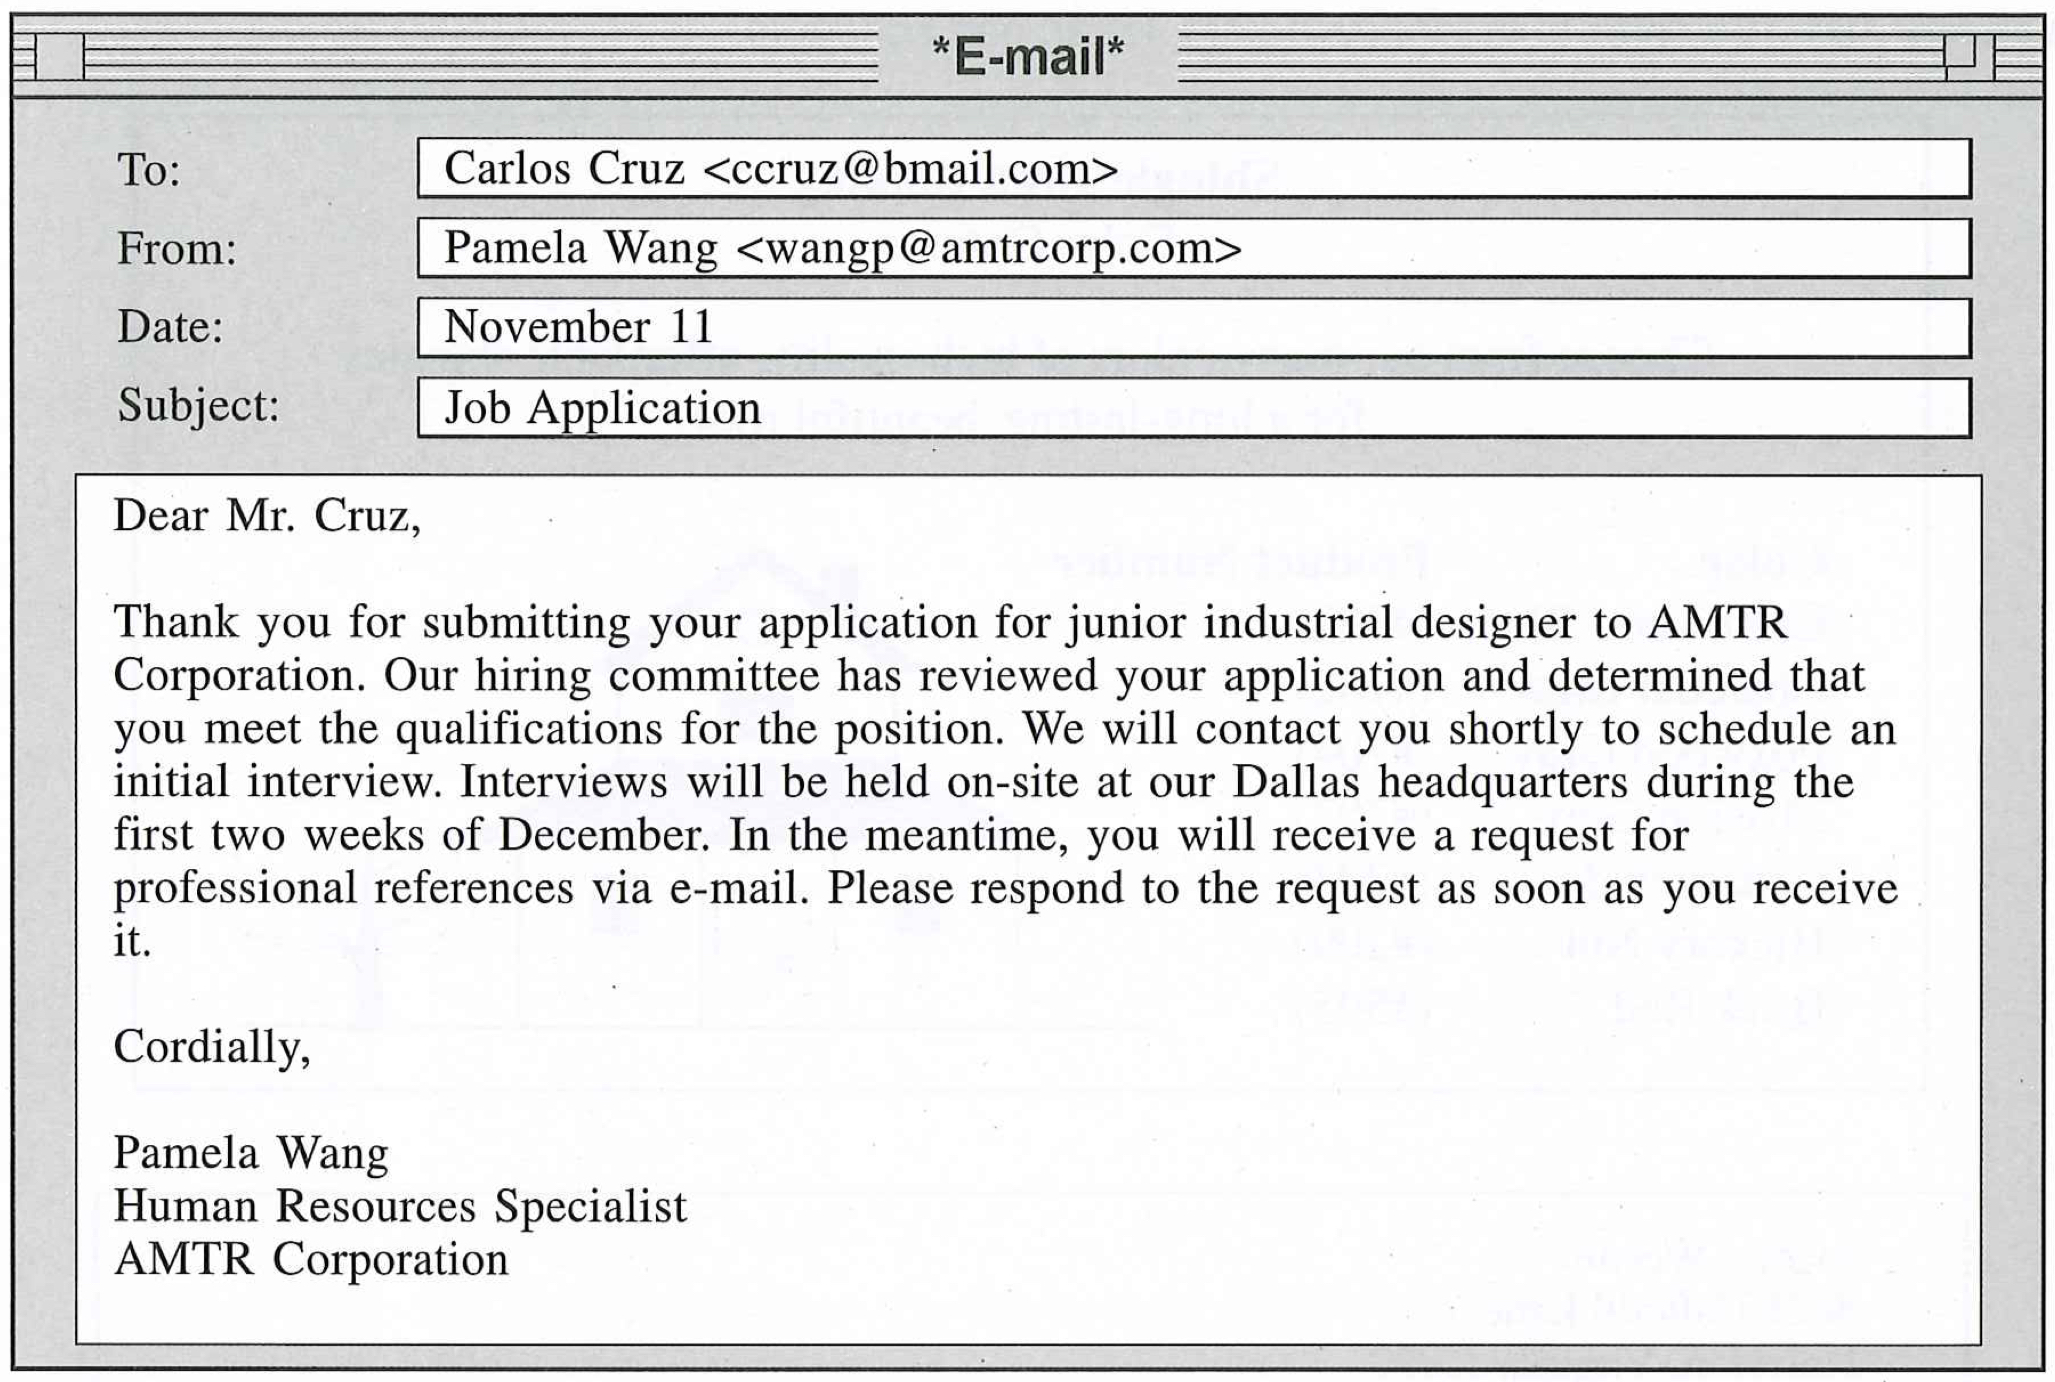 *E-mail*
To: Carlos Cruz <ccruz@bmail.com>
From: Pamela Wang <wangp@amtrcorp.com>
Date: November 11
Subject: Job Application
Dear Mr. Cruz,
Thank you for submitting your application for junior industrial designer to AMTR
Corporation. Our hiring committee has reviewed your application and determined that
you meet the qualifications for the position. We will contact you shortly to schedule an
initial interview. Interviews will be held on-site at our Dallas headquarters during the
first two weeks of December. In the meantime, you will receive a request for
professional references via e-mail. Please respond to the request as soon as you receive
it.
Cordially,
Pamela Wang
Human Resources Specialist
AMTR Corporation